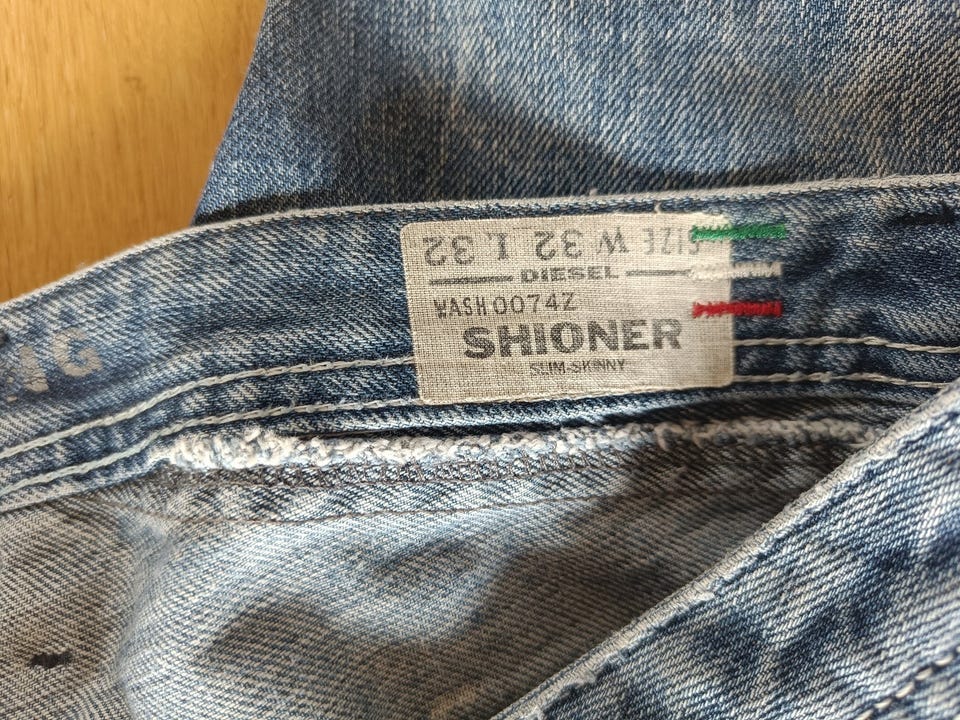 SIZE W 32 L 32
DIESEL
WASH 0074Z
SHIONER
SLIM-SKINNY